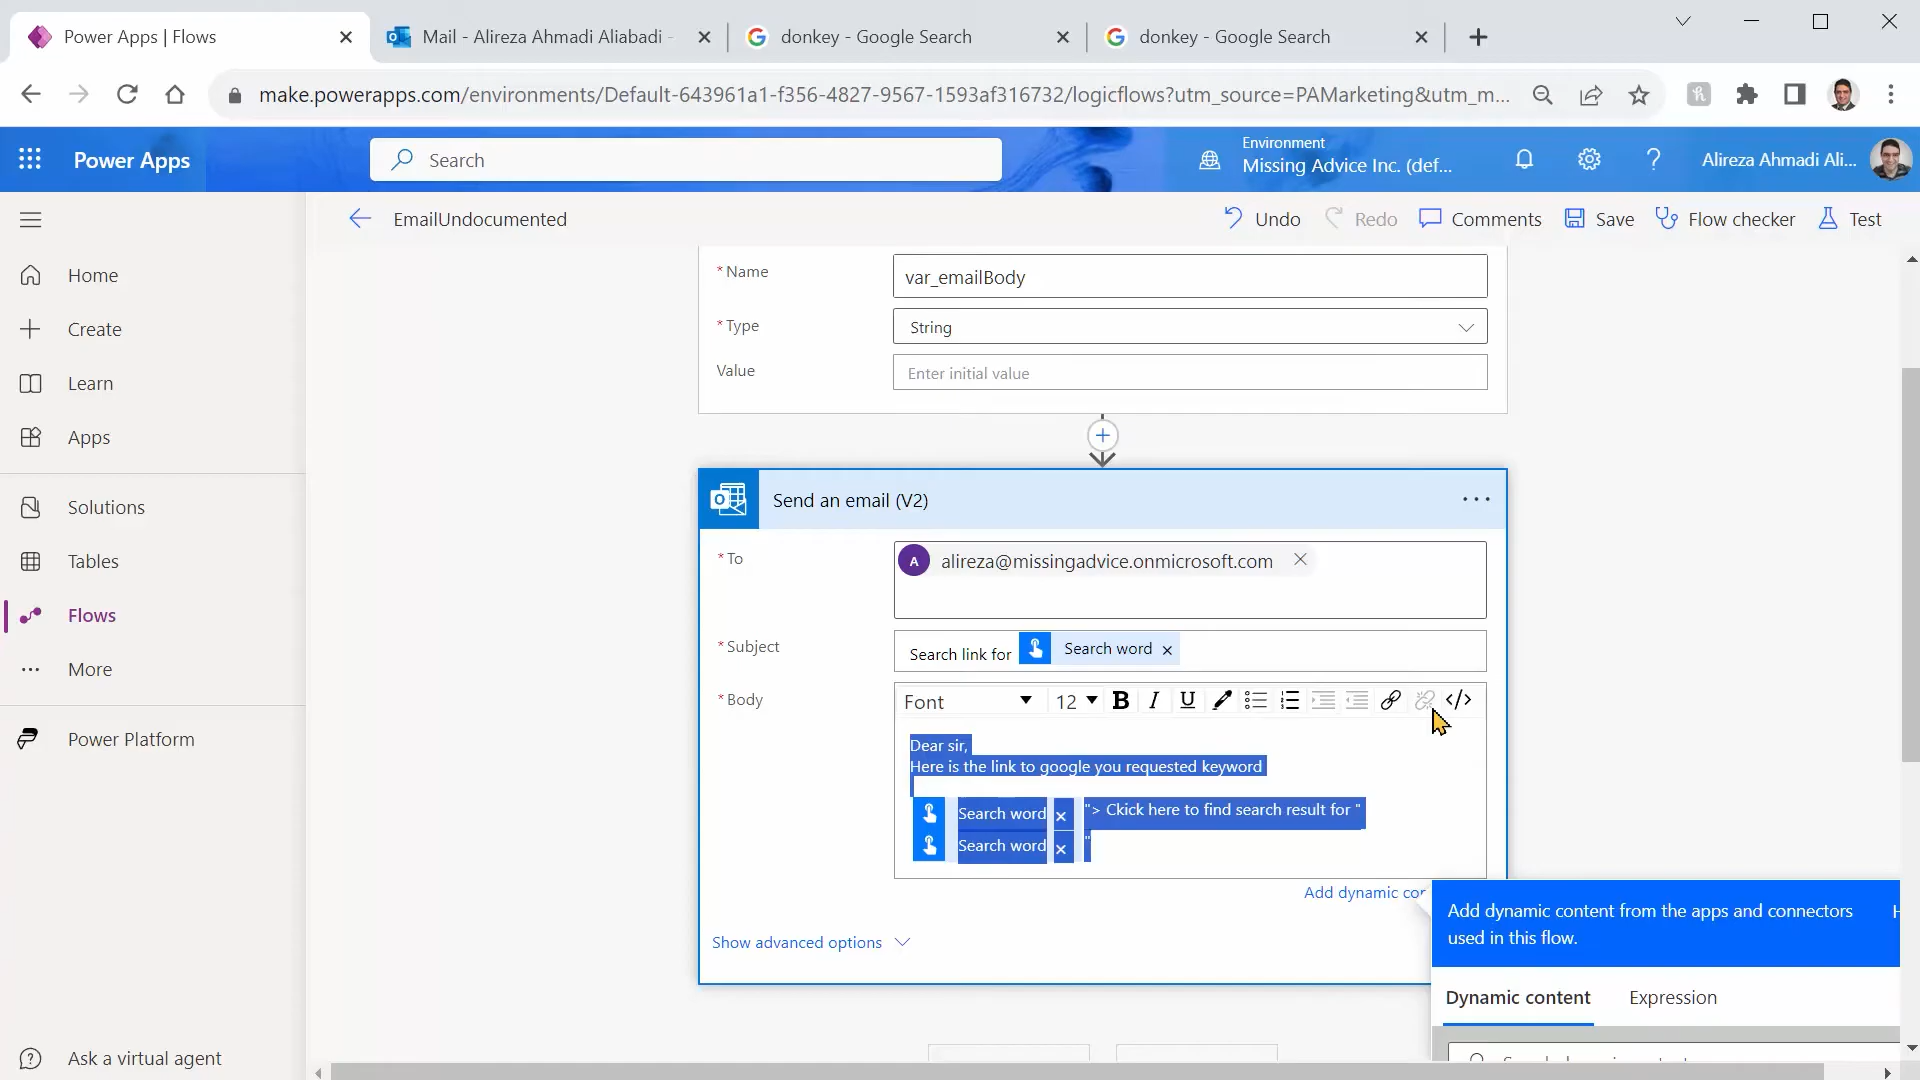 Power Apps | Flows
Mail - Alireza Ahmadi Aliabadi -
donkey - Google Search
donkey - Google Search
make.powerapps.com/environments/Default-643961a1-f356-4827-9567-1593af316732/logicflows?utm_source=PAMarketing&utm_m...
Power Apps
Search
Environment
Missing Advice Inc. (def...
Alireza Ahmadi Ali...
EmailUndocumented
Undo
Redo
Comments
Save
Flow checker
Test
Home
Create
Learn
Apps
Solutions
Tables
Flows
More
Power Platform
Ask a virtual agent
* Name
var_emailBody
* Type
String
Value
Enter initial value
Send an email (V2)
* To
A alireza@missingadvice.onmicrosoft.com
* Subject
Search link for Search word
* Body
Font 12 B I U </>
Dear sir,
Here is the link to google you requested keyword
Search word "> Ckick here to find search result for "
Search word "
Add dynamic cor
Show advanced options
Add dynamic content from the apps and connectors
used in this flow.
Dynamic content
Expression